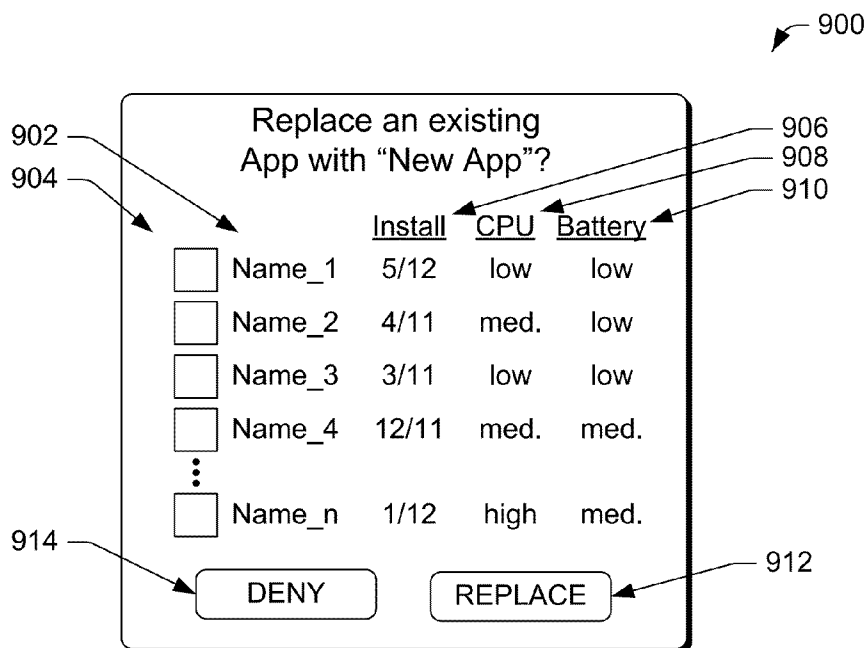 900
Replace an existing
App with “New App”?
902
904
906
908
910
Install CPU Battery
Name_1 5/12 low low
Name_2 4/11 med. low
Name_3 3/11 low low
Name_4 12/11 med. med.
Name_n 1/12 high med.
914
912
DENY REPLACE